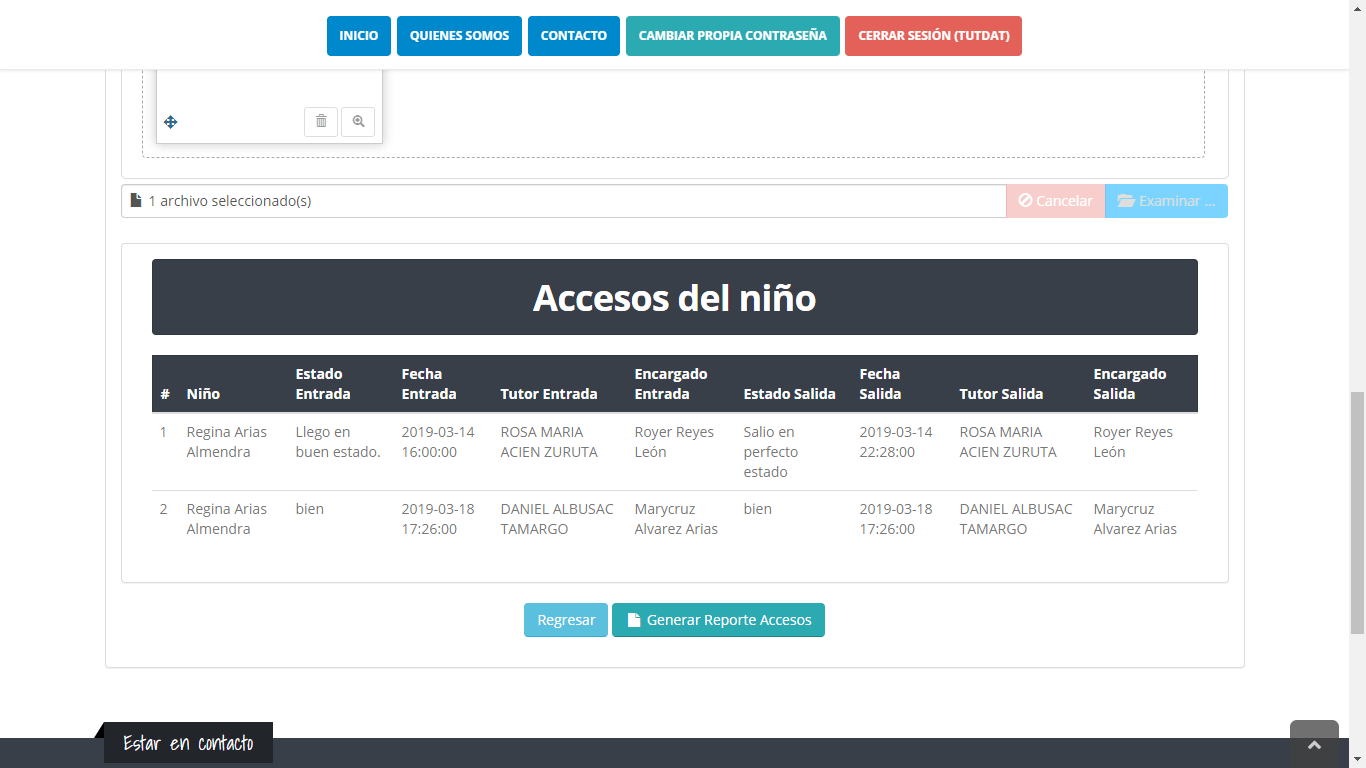 INICIO QUIENES SOMOS CONTACTO CAMBIAR PROPIA CONTRASEÑA CERRAR SESIÓN (TUTDAT)
1 archivo seleccionado(s) Cancelar Examinar ...
Accesos del niño
# Niño Estado Entrada Fecha Entrada Tutor Entrada Encargado Entrada Estado Salida Fecha Salida Tutor Salida Encargado Salida
1 Regina Arias Almendra Llego en buen estado. 2019-03-14 16:00:00 ROSA MARIA ACIEN ZURUTA Royer Reyes León Salio en perfecto estado 2019-03-14 22:28:00 ROSA MARIA ACIEN ZURUTA Royer Reyes León
2 Regina Arias Almendra bien 2019-03-18 17:26:00 DANIEL ALBUSAC TAMARGO Marycruz Alvarez Arias bien 2019-03-18 17:26:00 DANIEL ALBUSAC TAMARGO Marycruz Alvarez Arias
Regresar Generar Reporte Accesos
Estar en contacto